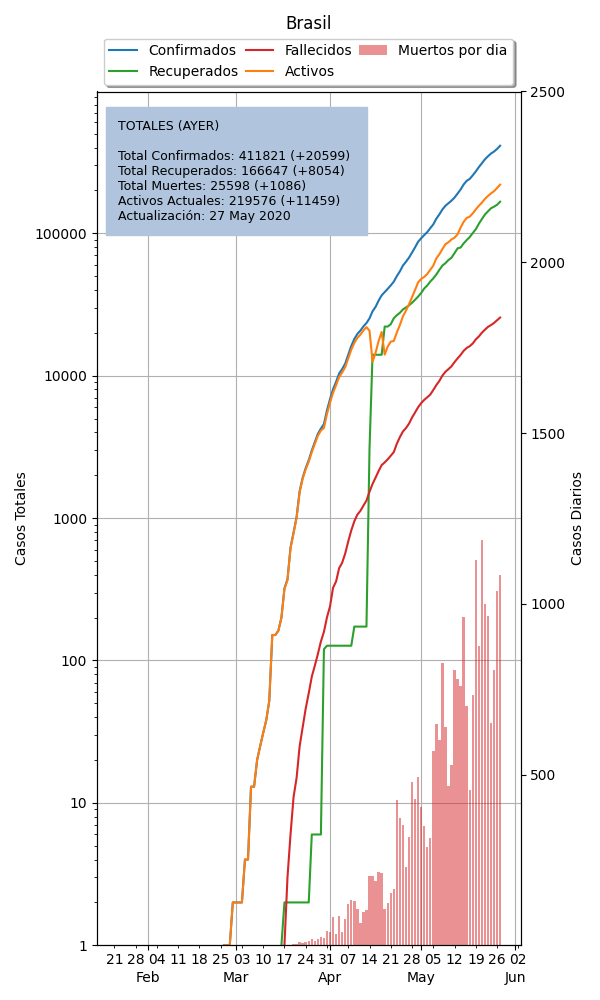 Brasil
Confirmados Fallecidos Muertos por dia
Recuperados Activos
TOTALES (AYER)
Total Confirmados: 411821 (+20599)
Total Recuperados: 166647 (+8054)
Total Muertes: 25598 (+1086)
Activos Actuales: 219576 (+11459)
Actualización: 27 May 2020
Casos Totales
100000
10000
1000
100
10
1
2500
2000
1500
1000
500
Casos Diarios
21 28 04 11 18 25 03 10 17 24 31 07 14 21 28 05 12 19 26 02
Feb Mar Apr May Jun